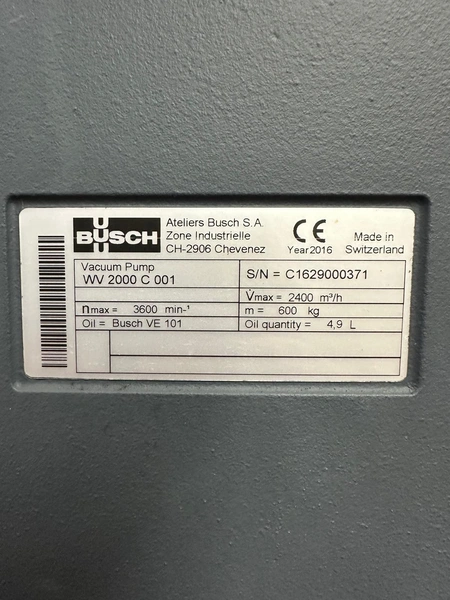 BUSCH
Ateliers Busch S.A.
Zone Industrielle
CH-2906 Chevenez
CE
Year2016
Made in
Switzerland
Vacuum Pump
WV 2000 C 001
S/N = C1629000371
V̇max = 2400 m³/h
nmax = 3600 min-¹
m = 600 kg
Oil = Busch VE 101
Oil quantity = 4,9 L